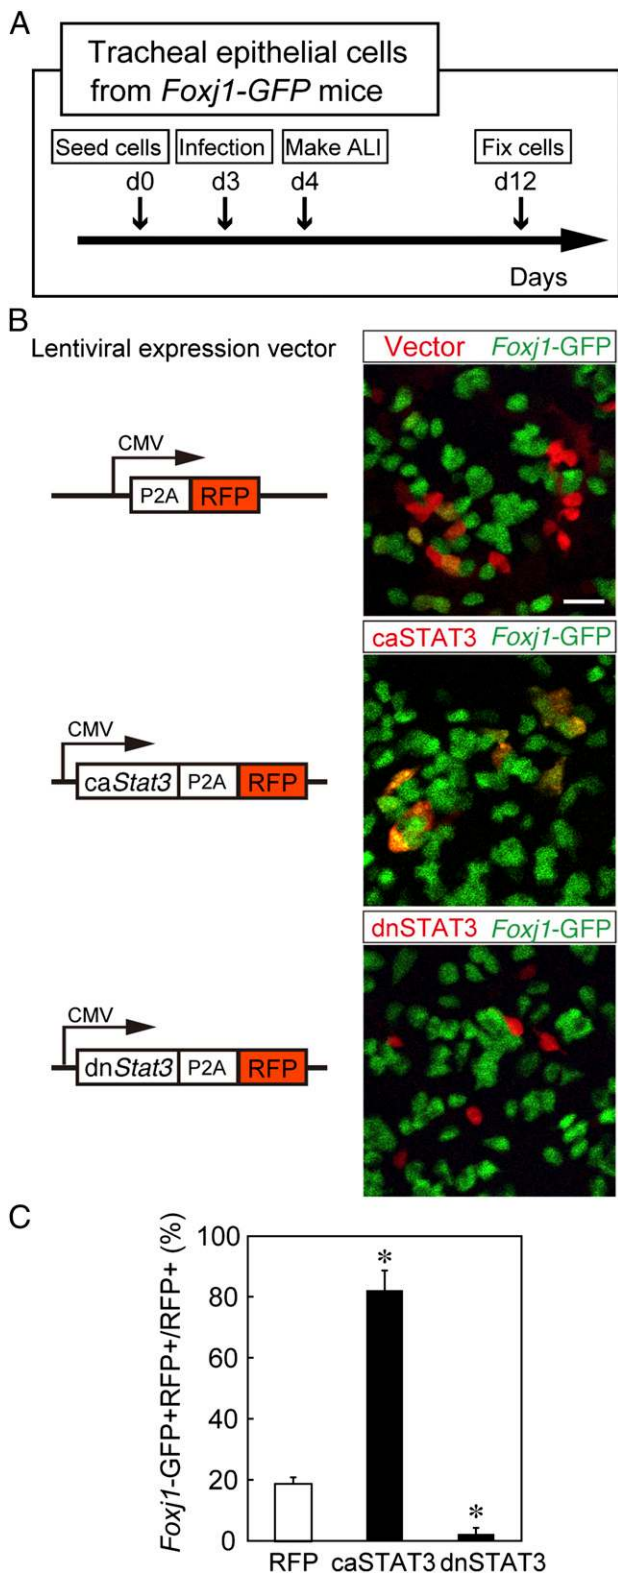 A
Tracheal epithelial cells
from Foxj1-GFP mice
Seed cells Infection Make ALI Fix cells
d0 d3 d4 d12
Days
B
Lentiviral expression vector
Vector Foxj1-GFP
CMV
P2A RFP
caSTAT3 Foxj1-GFP
CMV
caStat3 P2A RFP
dnSTAT3 Foxj1-GFP
CMV
dnStat3 P2A RFP
C
Foxj1-GFP+RFP+/RFP+ (%)
100
80
60
40
20
0
*
*
RFP caSTAT3 dnSTAT3